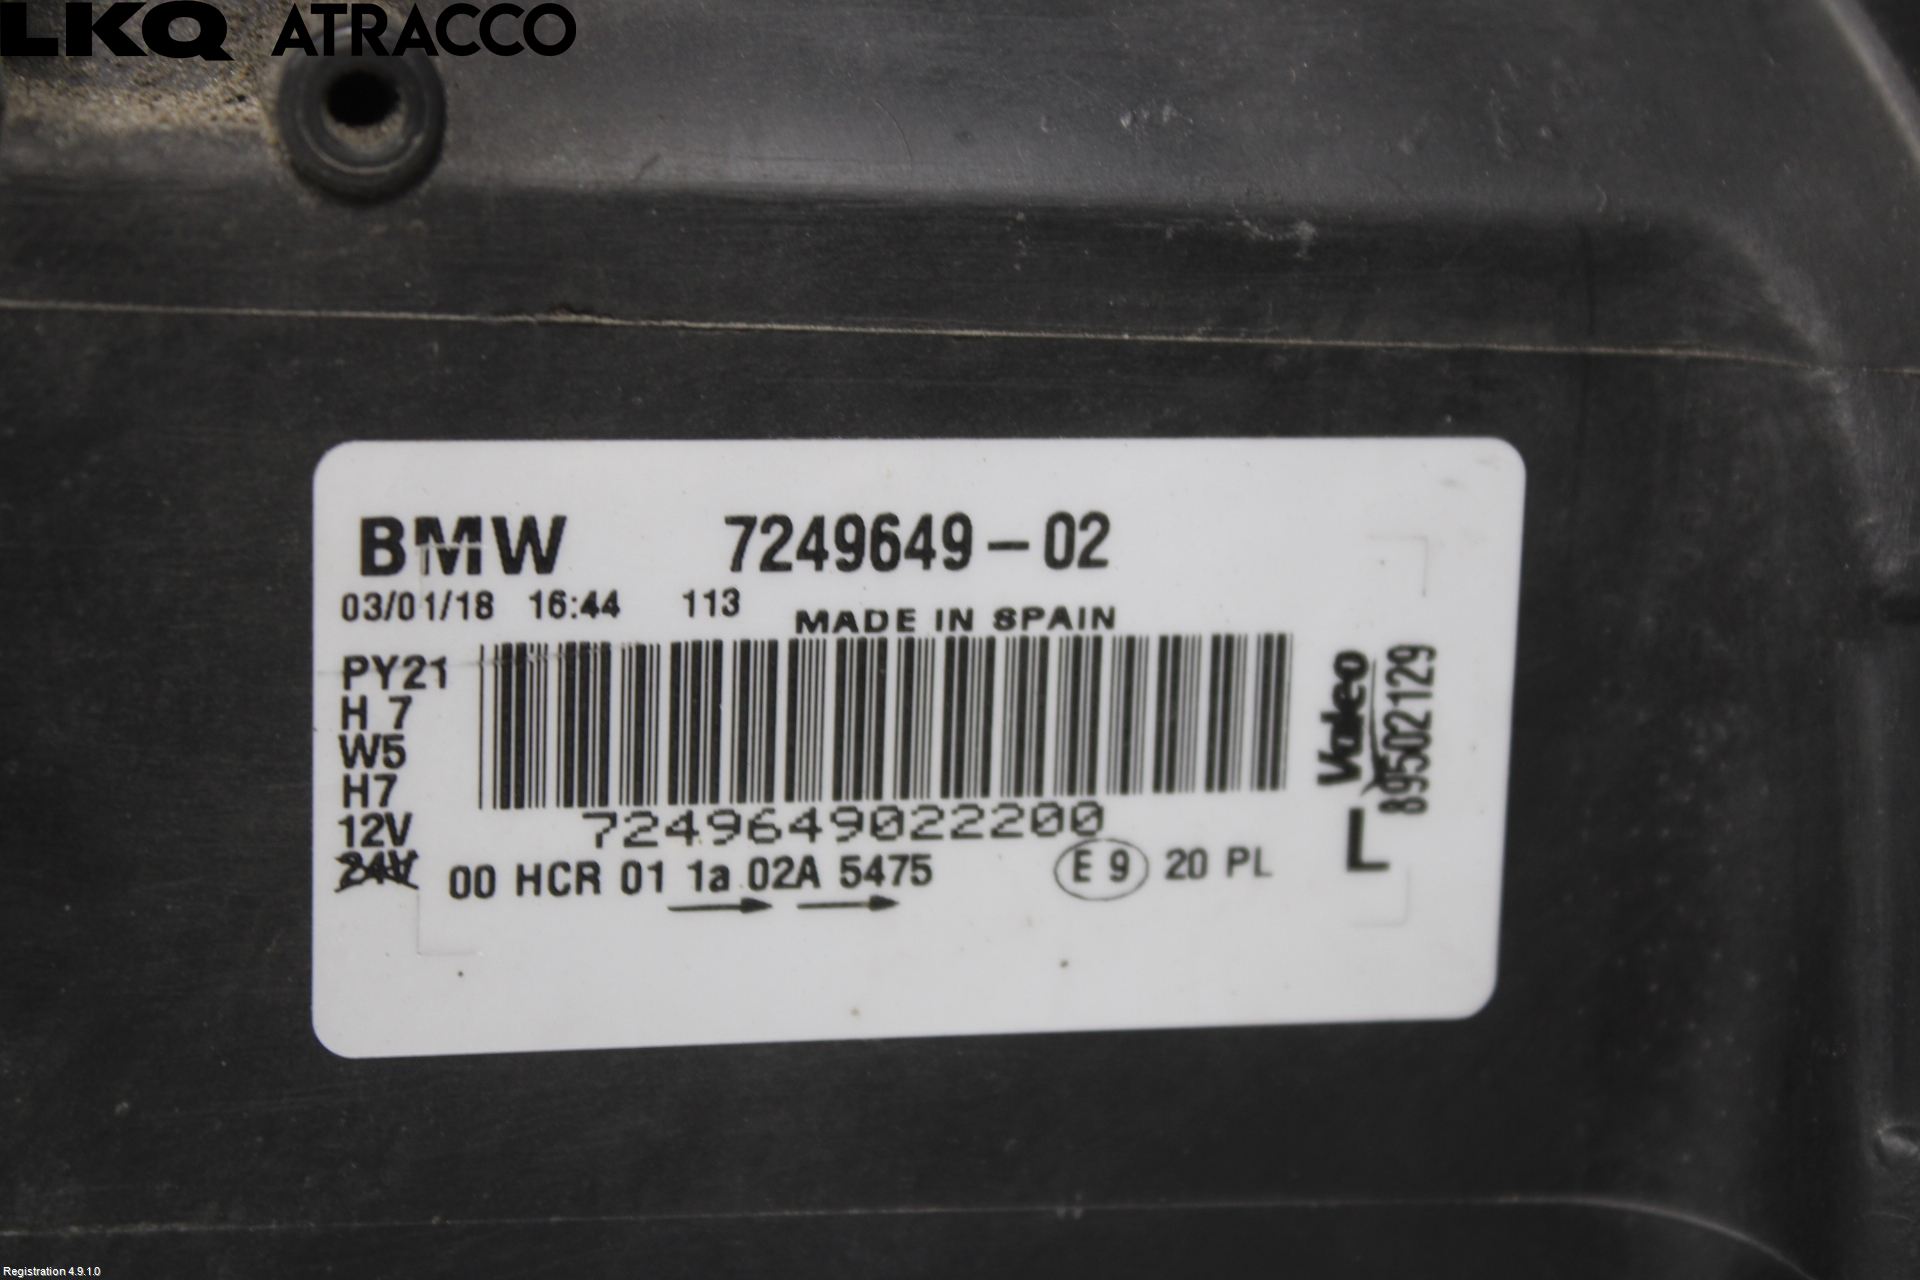 LKQ ATRACCO
BMW 7249649-02
03/01/18 16:44 113
MADE IN SPAIN
PY21
H 7
W5
H7
12V
24V
7249649022200
00 HCR 01 1a 02A 5475
E 9 20 PL
Valeo
89502129
L
Registration 4.9.1.0